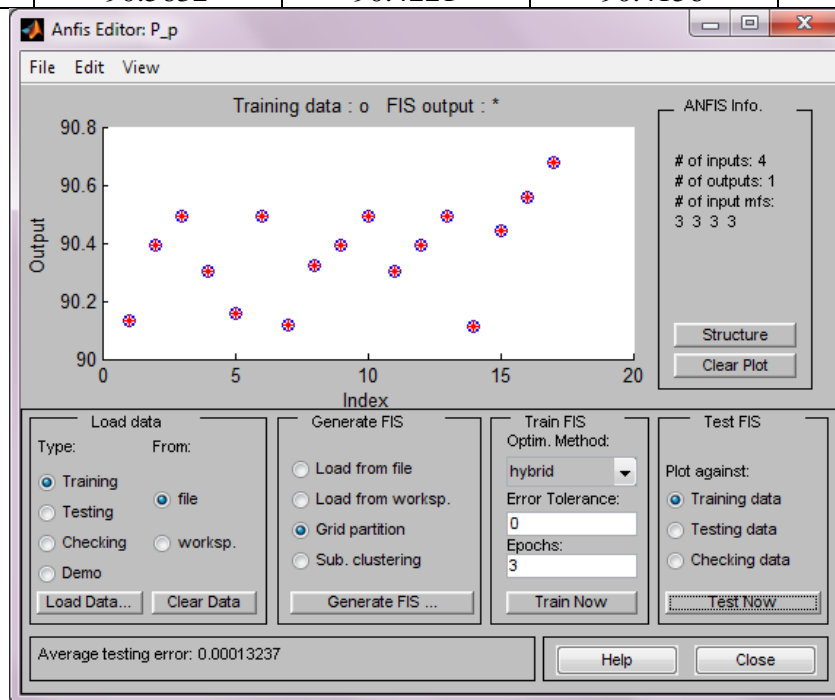 Anfis Editor: P_p
File Edit View
Training data : o FIS output : *
90.8
90.6
90.4
90.2
90
Output
0 5 10 15 20
Index
ANFIS Info.
# of inputs: 4
# of outputs: 1
# of input mfs:
3 3 3 3
Structure
Clear Plot
Load data
Type: From:
Training
file
Testing
Checking
worksp.
Demo
Load Data... Clear Data
Generate FIS
Load from file
Load from worksp.
Grid partition
Sub. clustering
Generate FIS ...
Train FIS
Optim. Method:
hybrid
Error Tolerance:
0
Epochs:
3
Train Now
Test FIS
Plot against:
Training data
Testing data
Checking data
Test Now
Average testing error: 0.00013237
Help Close